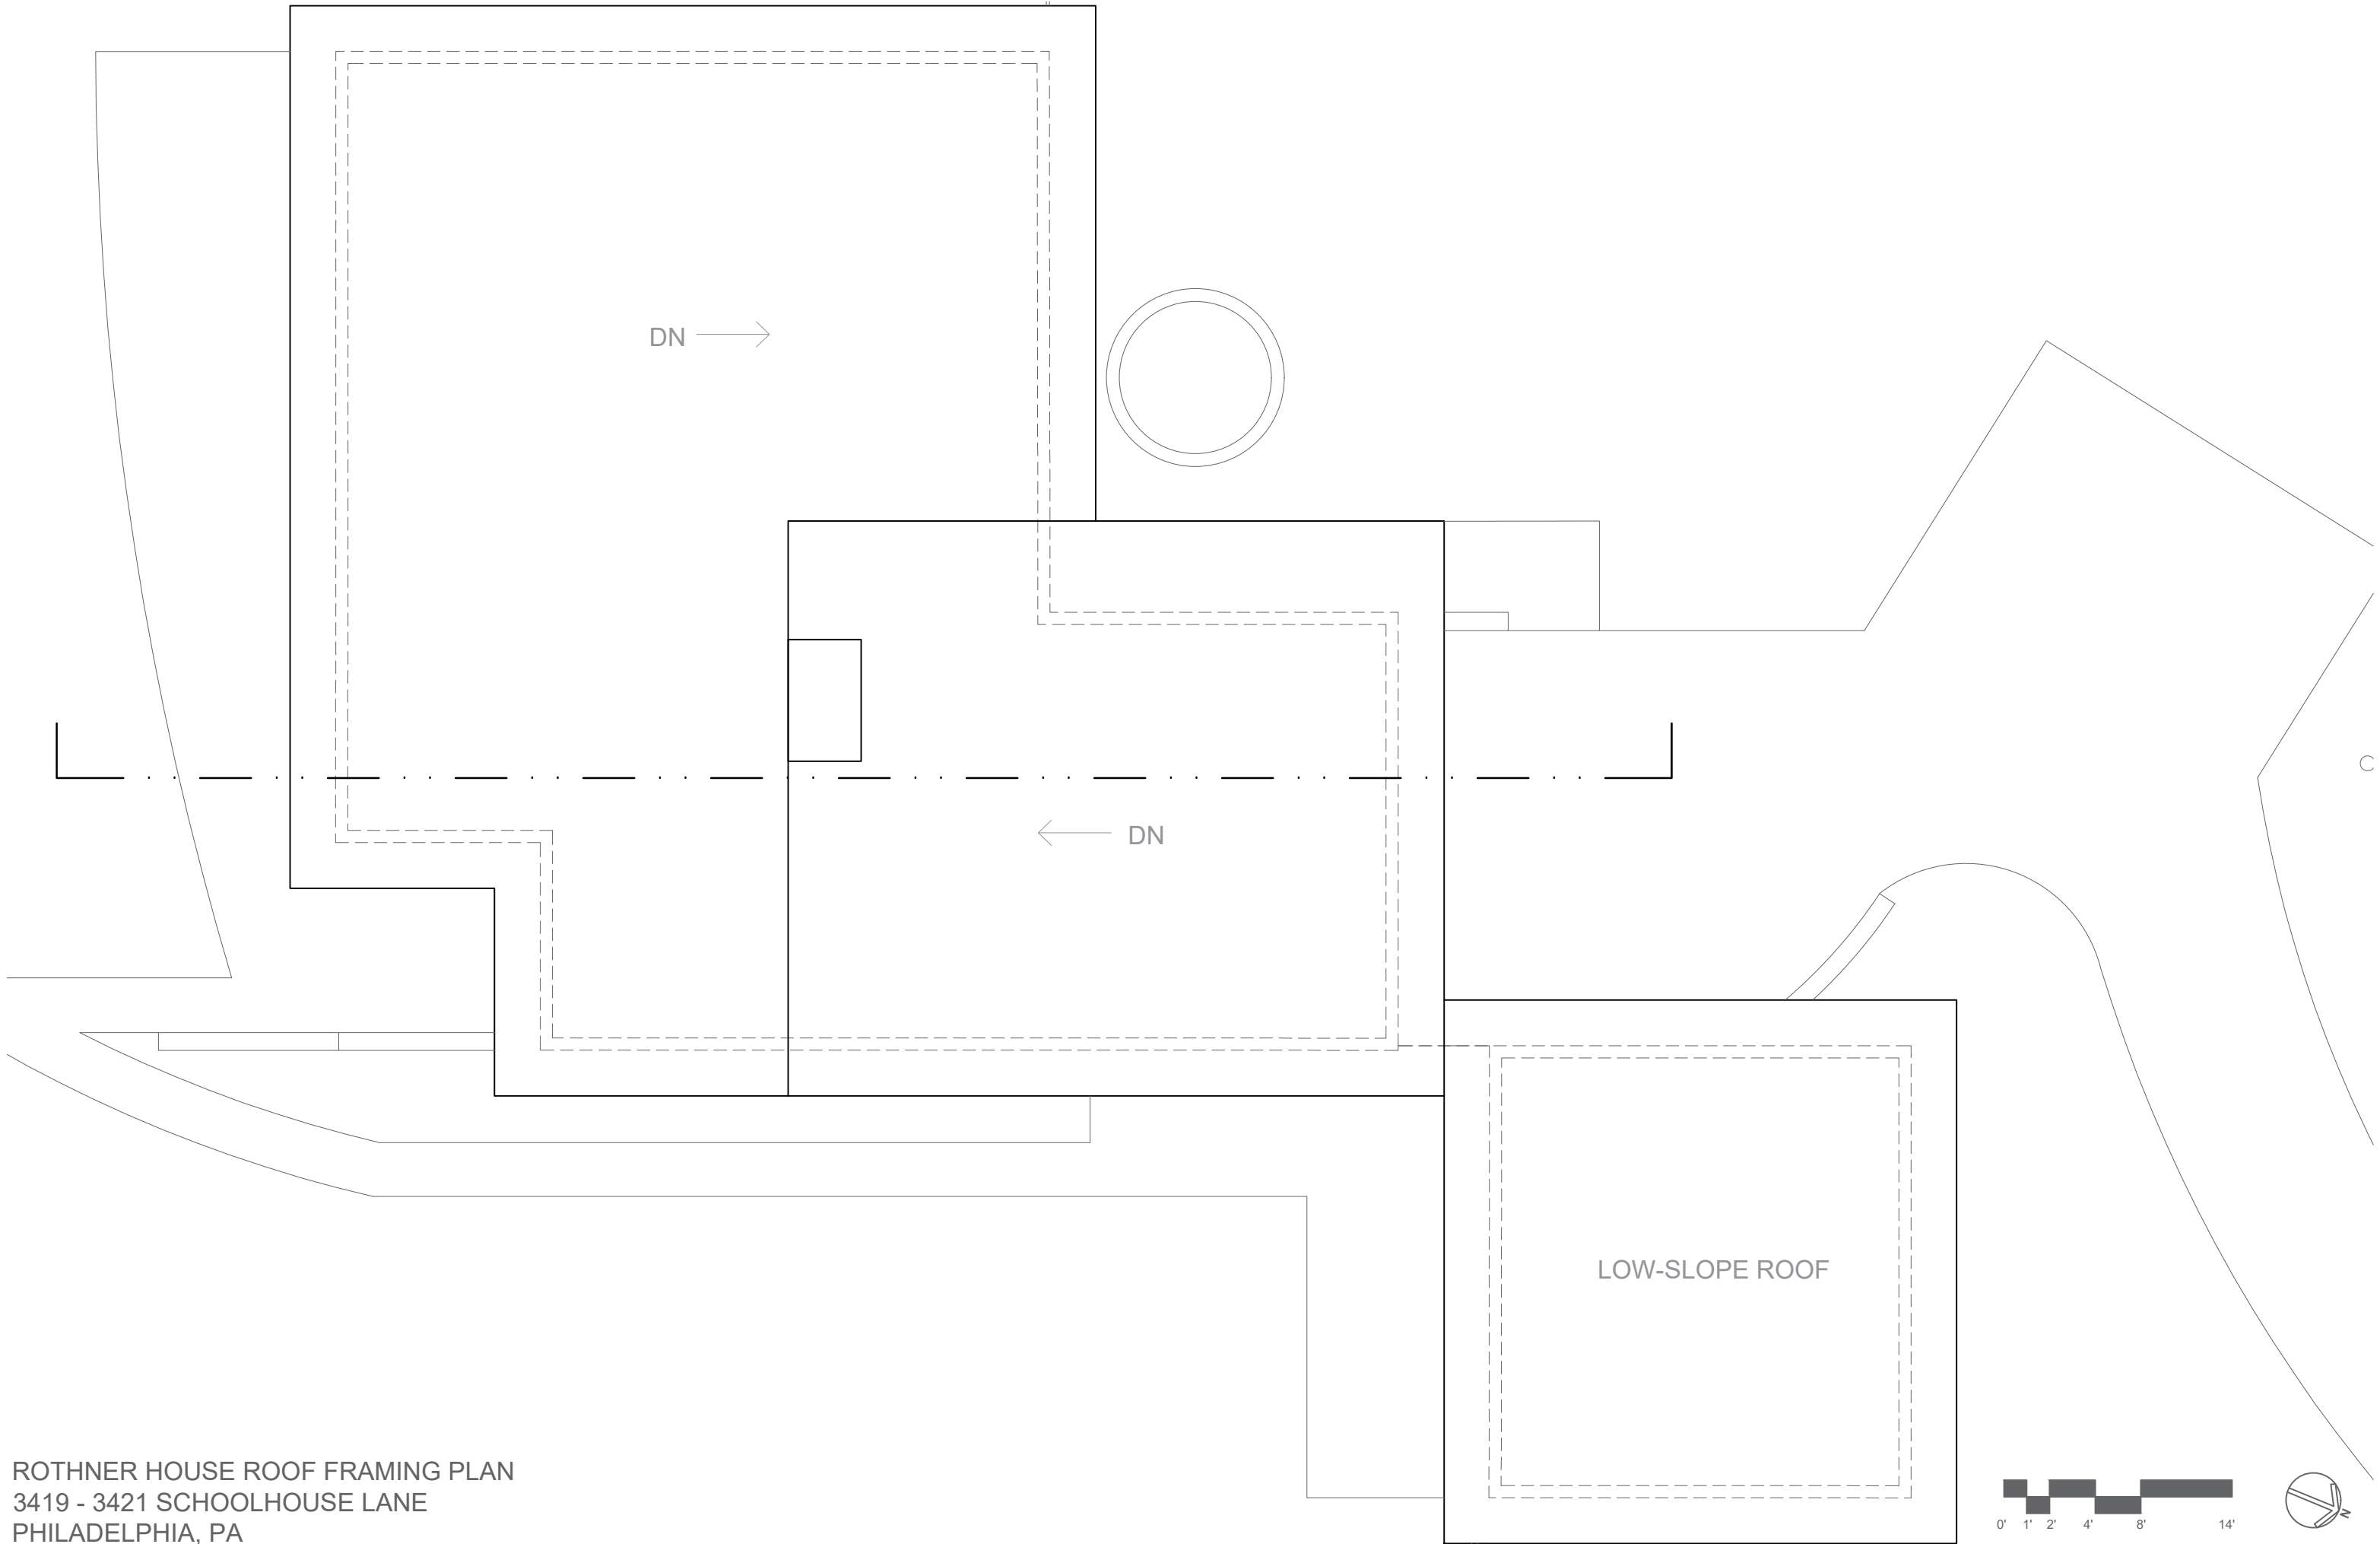 DN
DN
LOW-SLOPE ROOF
ROTHNER HOUSE ROOF FRAMING PLAN
3419 - 3421 SCHOOLHOUSE LANE
PHILADELPHIA, PA
0' 1' 2' 4' 8' 14'
N